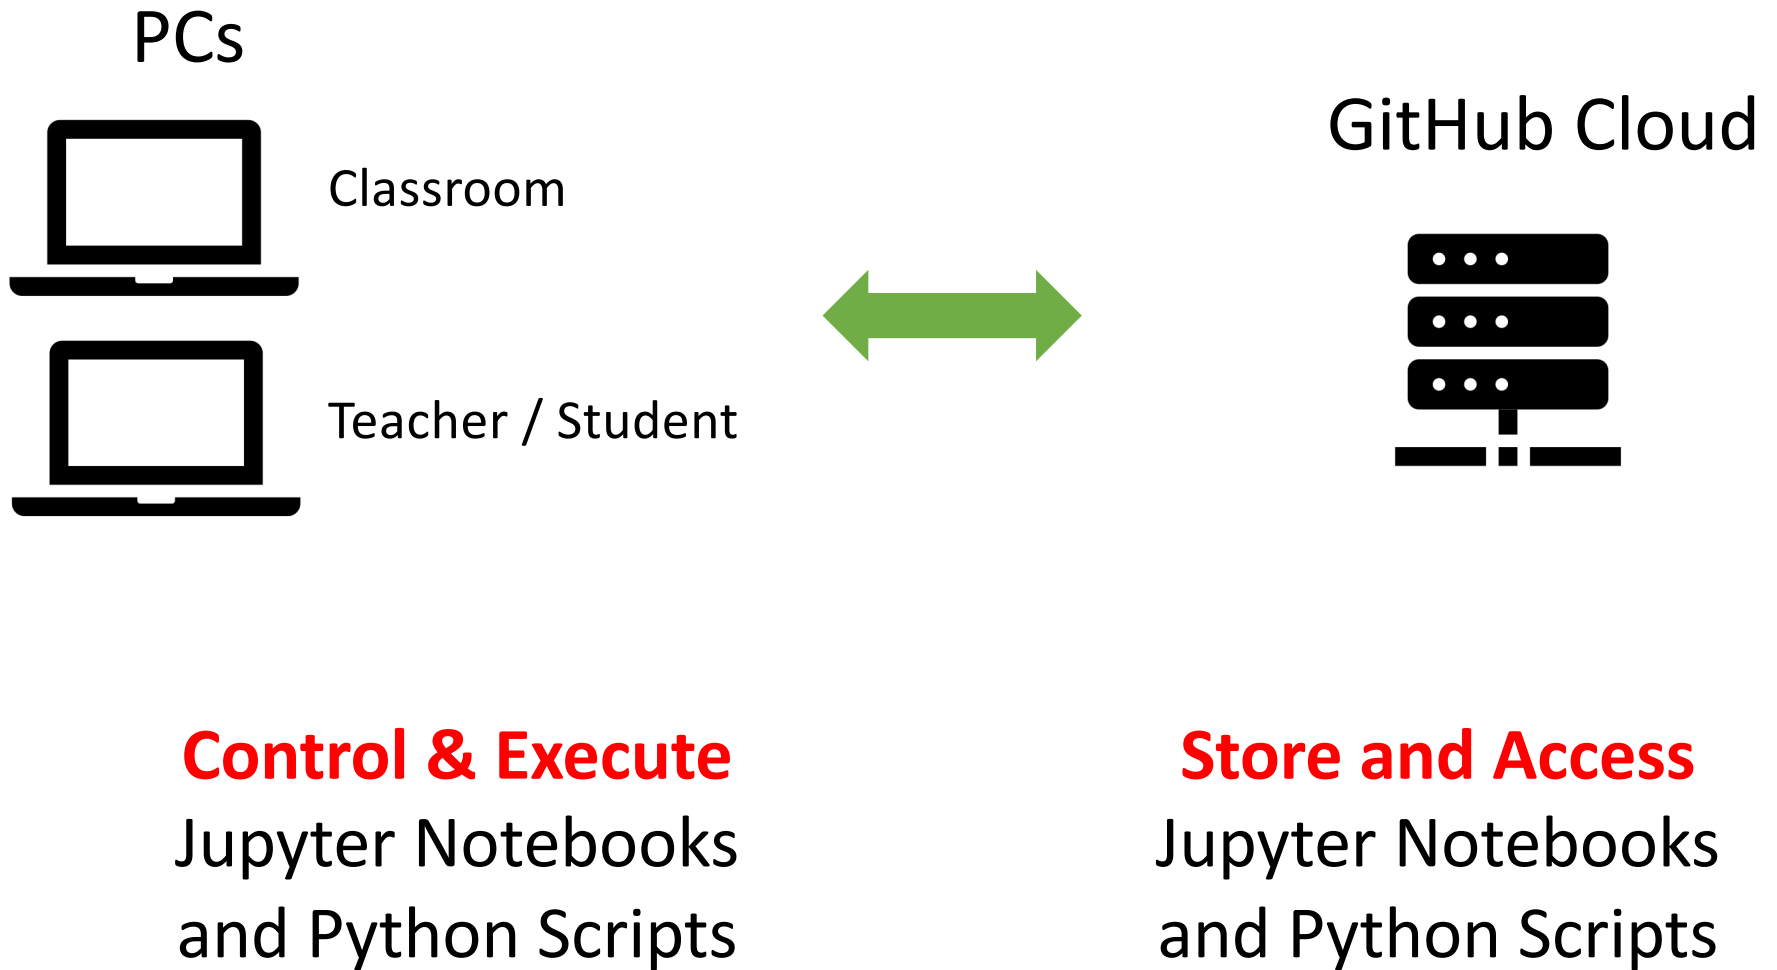 PCs
Classroom
Teacher / Student
GitHub Cloud
Control & Execute
Jupyter Notebooks
and Python Scripts
Store and Access
Jupyter Notebooks
and Python Scripts